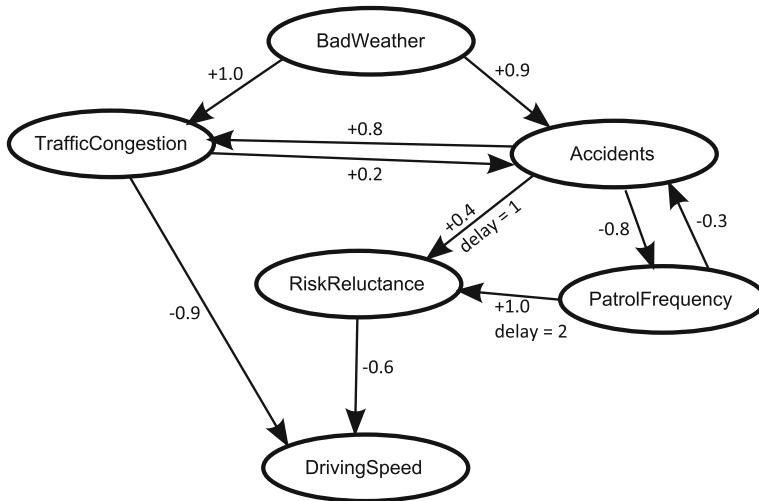 BadWeather
+1.0
+0.9
TrafficCongestion
+0.8
+0.2
Accidents
+0.4
delay = 1
-0.8
-0.3
RiskReluctance
+1.0
delay = 2
PatrolFrequency
-0.9
-0.6
DrivingSpeed